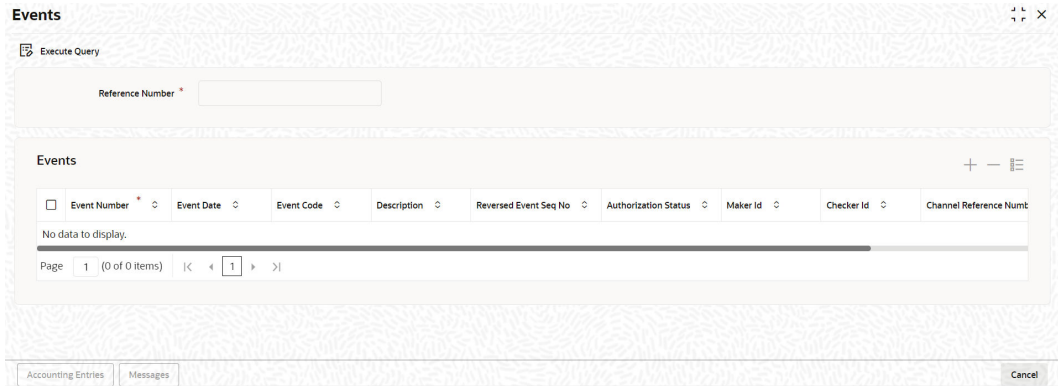 Events
Execute Query
Reference Number *
Events
Event Number * Event Date Event Code Description Reversed Event Seq No Authorization Status Maker Id Checker Id Channel Reference Numb
No data to display.
Page 1 (0 of 0 items) 1
Accounting Entries Messages Cancel